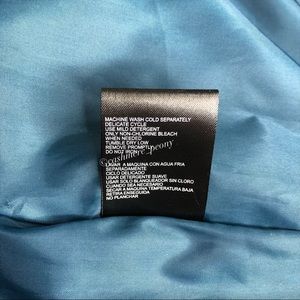 MACHINE WASH COLD SEPARATELY
DELICATE CYCLE
USE MILD DETERGENT
ONLY NON-CHLORINE BLEACH
WHEN NEEDED
TUMBLE DRY LOW
REMOVE PROMPTLY
DO NOT IRON
LAVAR A MAQUINA CON AGUA FRIA
SEPARADAMENTE
CICLO DELICADO
USAR DETERGENTE SUAVE
USAR SOLO BLANQUEADOR SIN CLORO
CUANDO SEA NECESARIO
SECAR A MAQUINA TEMPERATURA BAJA
RETIRA ENSEGUIDA
NO PLANCHAR
@cashmere_peony